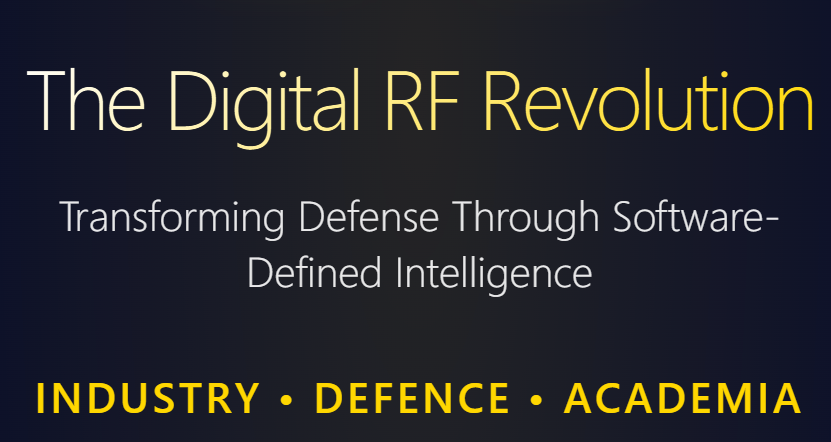 The Digital RF Revolution
Transforming Defense Through Software-
Defined Intelligence
INDUSTRY • DEFENCE • ACADEMIA